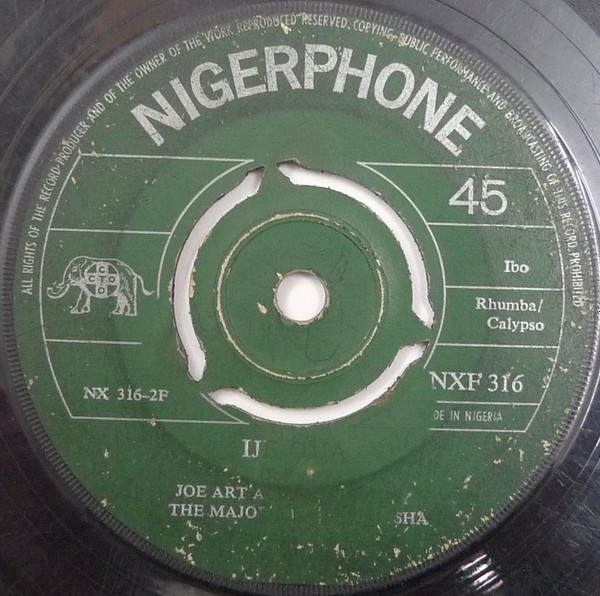 ALL RIGHTS OF THE RECORD PRODUCER AND OF THE OWNER OF THE WORK REPRODUCED RESERVED. COPYING, PUBLIC PERFORMANCE AND BROADCASTING OF THIS RECORD PROHIBITED
NIGERPHONE
45
C
CTO
O
Ibo
Rhumba/
Calypso
NX 316-2F
NXF 316
DE IN NIGERIA
IJ A
JOE ART A
THE MAJO SHA